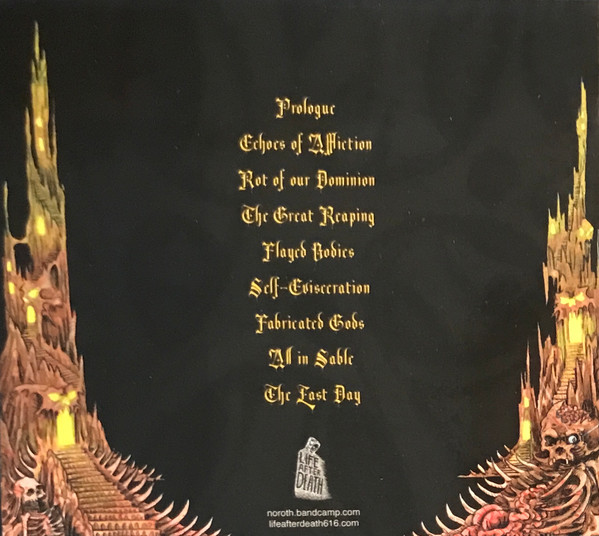 Prologue
Echoes of Affliction
Rot of our Dominion
The Great Reaping
Flayed Bodies
Self-Evisceration
Fabricated Gods
All in Sable
The Last Day
LIFE
AFTER
DEATH
noroth.bandcamp.com
lifeafterdeath616.com